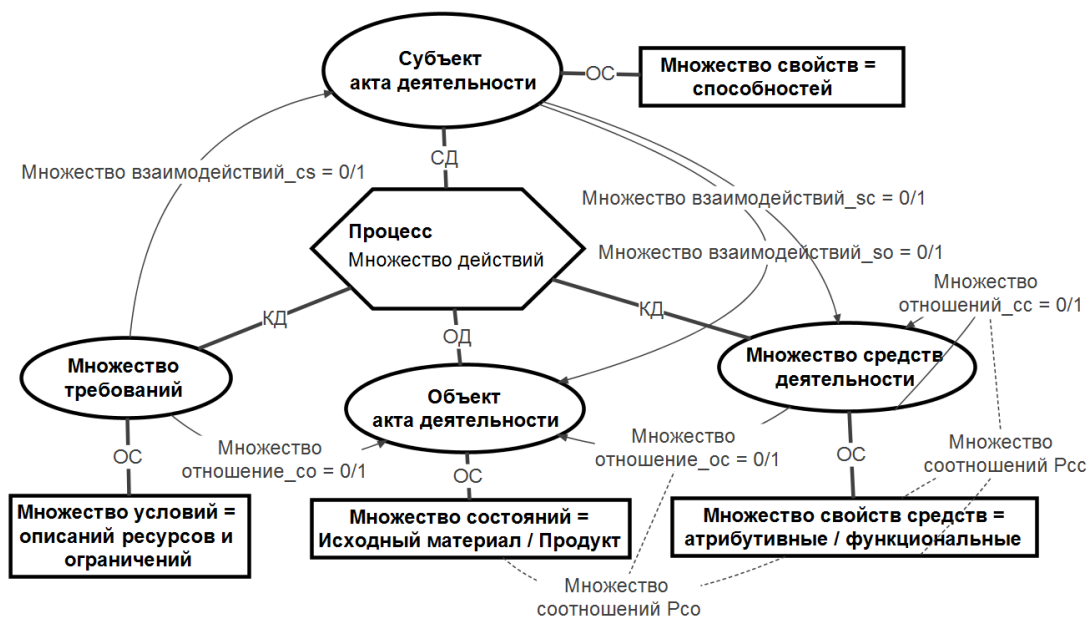 Субъект
акта деятельности
ОС
Множество свойств =
способностей
СД
Множество взаимодействий_cs = 0/1
Множество взаимодействий_sc = 0/1
Процесс
Множество действий
Множество взаимодействий_so = 0/1
Множество
отношений_cc = 0/1
КД
ОД
КД
Множество
требований
Объект
акта деятельности
Множество средств
деятельности
ОС
Множество
отношение_co = 0/1
ОС
Множество
отношение_oc = 0/1
ОС
Множество
соотношений Pcc
Множество условий =
описаний ресурсов и
ограничений
Множество состояний =
Исходный материал / Продукт
Множество свойств средств =
атрибутивные / функциональные
Множество
соотношений Pco